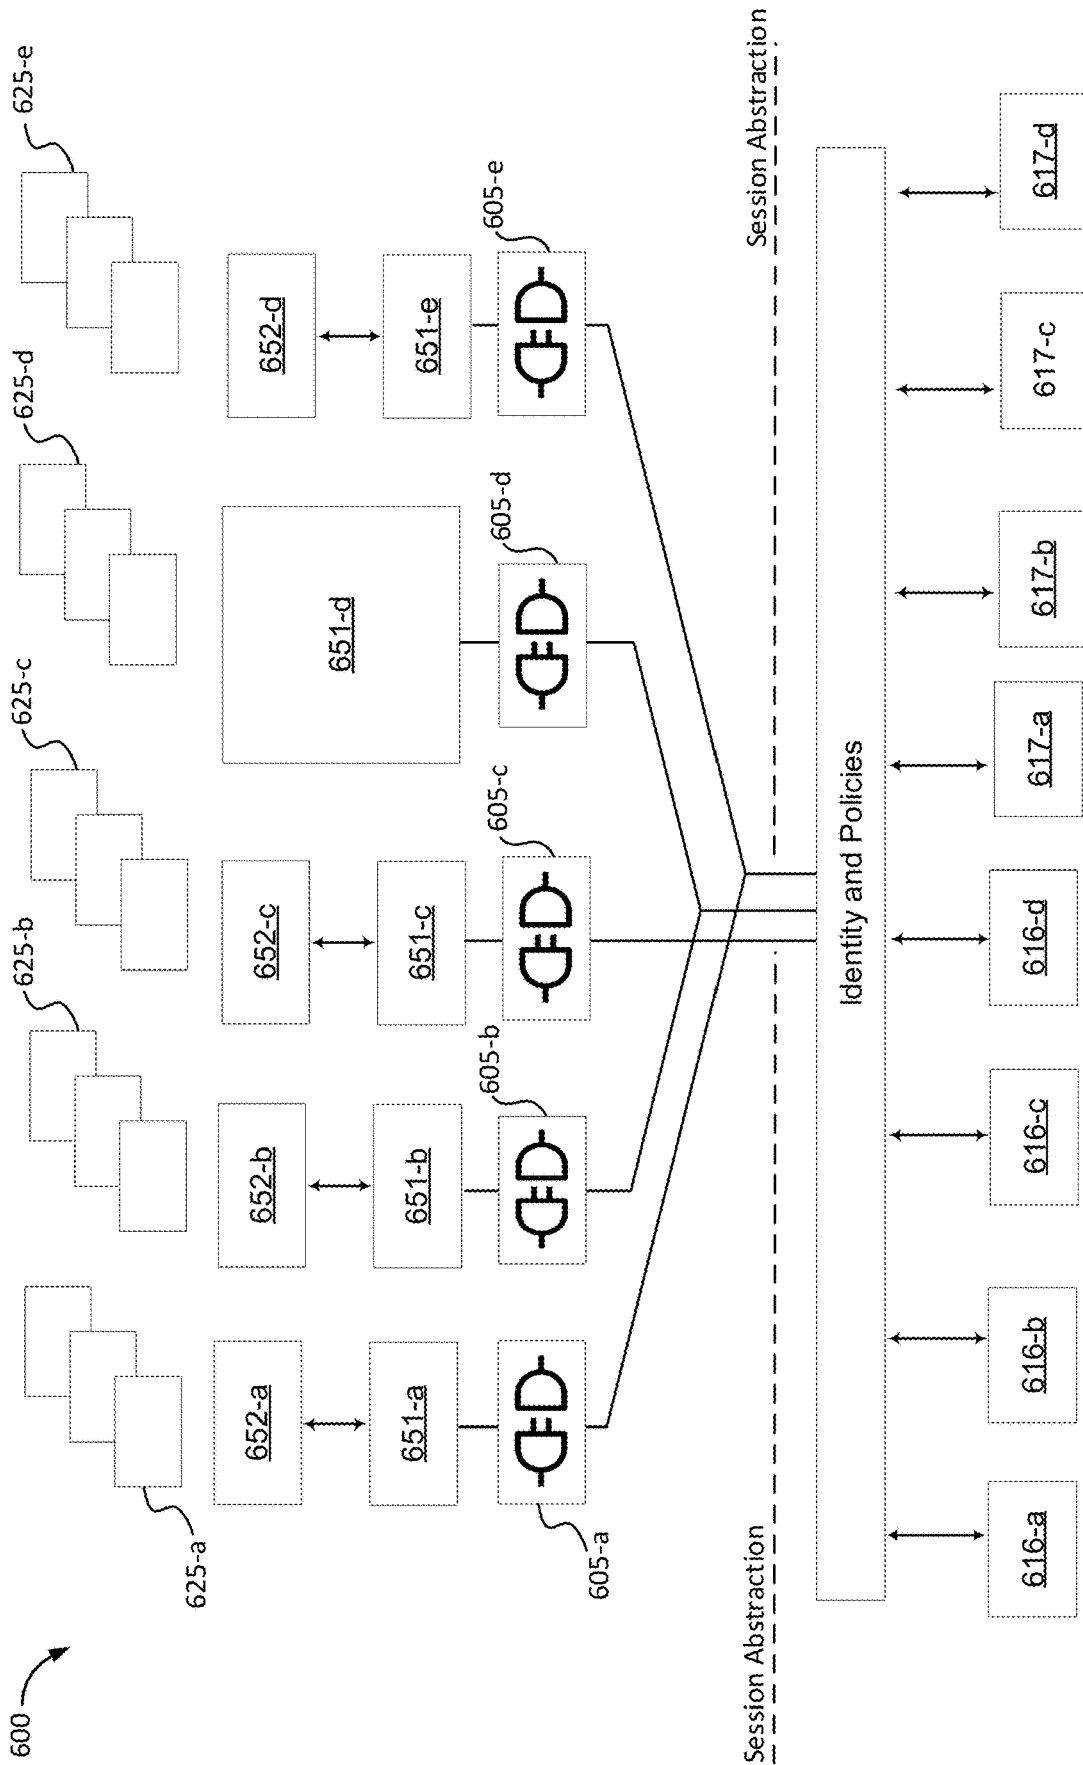 600
625-a
625-b
625-c
625-d
625-e
652-a
652-b
652-c
652-d
651-a
651-b
651-c
651-d
651-e
605-a
605-b
605-c
605-d
605-e
Session Abstraction
Session Abstraction
Identity and Policies
616-a
616-b
616-c
616-d
617-a
617-b
617-c
617-d